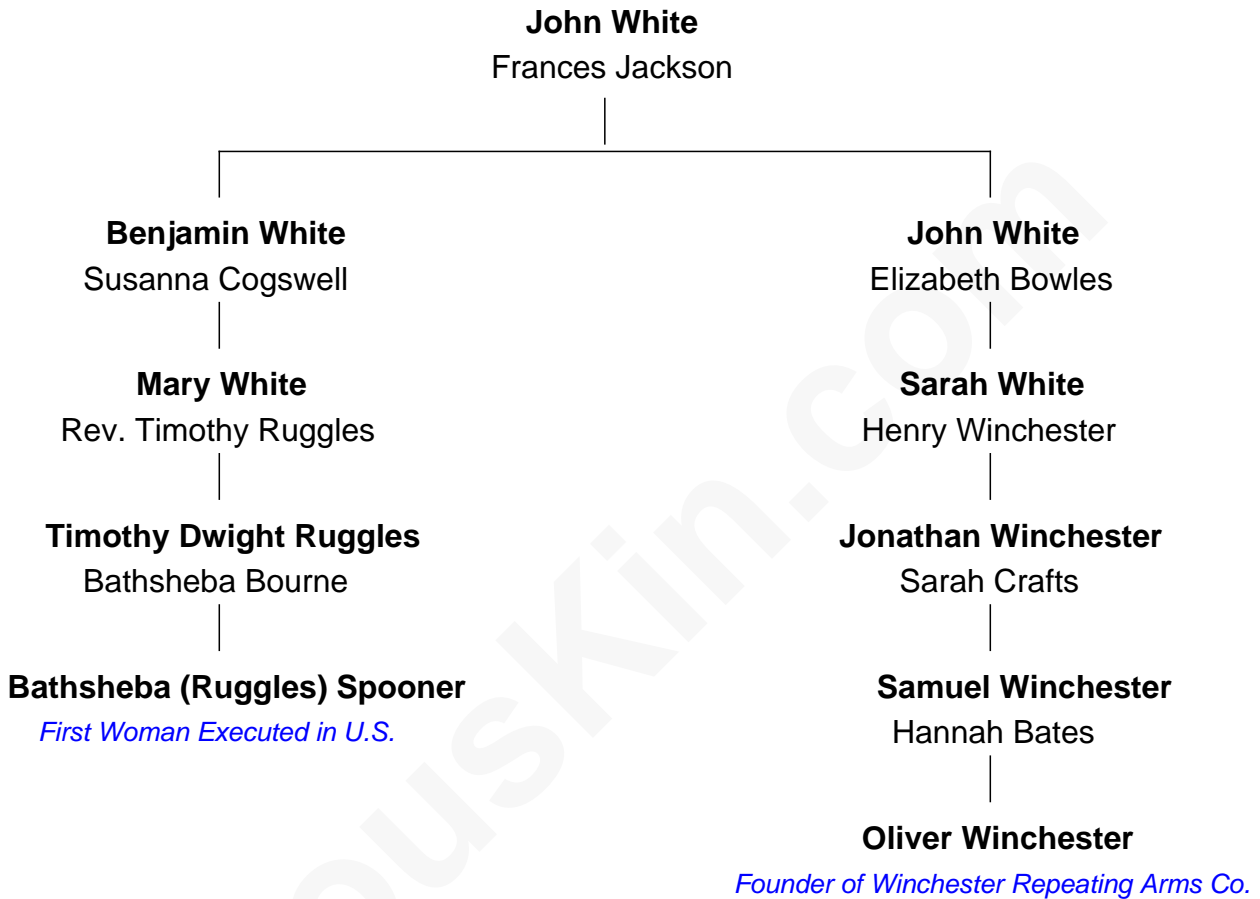 John White
Frances Jackson
Benjamin White
Susanna Cogswell
Mary White
Rev. Timothy Ruggles
Timothy Dwight Ruggles
Bathsheba Bourne
Bathsheba (Ruggles) Spooner
First Woman Executed in U.S.
John White
Elizabeth Bowles
Sarah White
Henry Winchester
Jonathan Winchester
Sarah Crafts
Samuel Winchester
Hannah Bates
Oliver Winchester
Founder of Winchester Repeating Arms Co.
ousKin.com